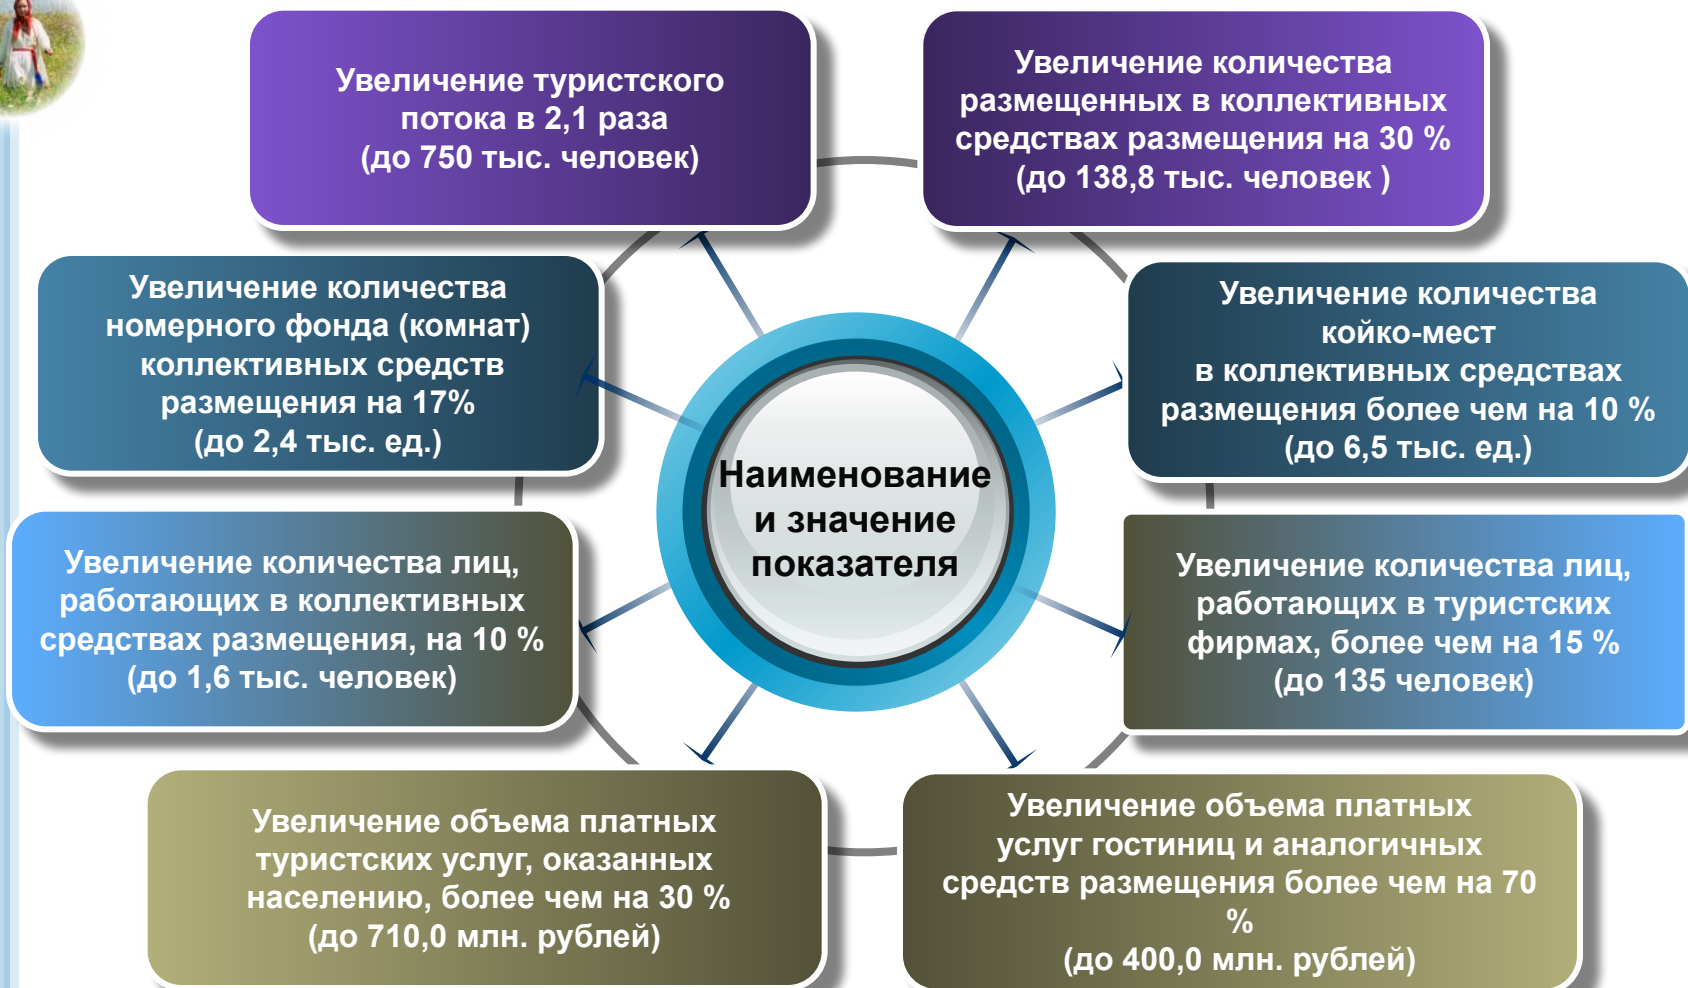 Увеличение туристского
потока в 2,1 раза
(до 750 тыс. человек)
Увеличение количества
размещенных в коллективных
средствах размещения на 30 %
(до 138,8 тыс. человек )
Увеличение количества
номерного фонда (комнат)
коллективных средств
размещения на 17%
(до 2,4 тыс. ед.)
Увеличение количества
койко-мест
в коллективных средствах
размещения более чем на 10 %
(до 6,5 тыс. ед.)
Наименование
и значение
показателя
Увеличение количества лиц,
работающих в коллективных
средствах размещения, на 10 %
(до 1,6 тыс. человек)
Увеличение количества лиц,
работающих в туристских
фирмах, более чем на 15 %
(до 135 человек)
Увеличение объема платных
туристских услуг, оказанных
населению, более чем на 30 %
(до 710,0 млн. рублей)
Увеличение объема платных
услуг гостиниц и аналогичных
средств размещения более чем на 70
%
(до 400,0 млн. рублей)